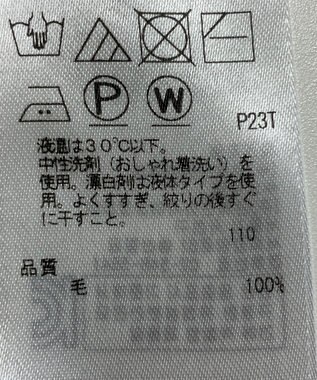 P W
P23T
液温は30℃以下。
中性洗剤(おしゃれ着洗い)を
使用。漂白剤は液体タイプを使
用。よくすすぎ、絞りの後すぐ
に干すこと。
110
品質
毛 100%